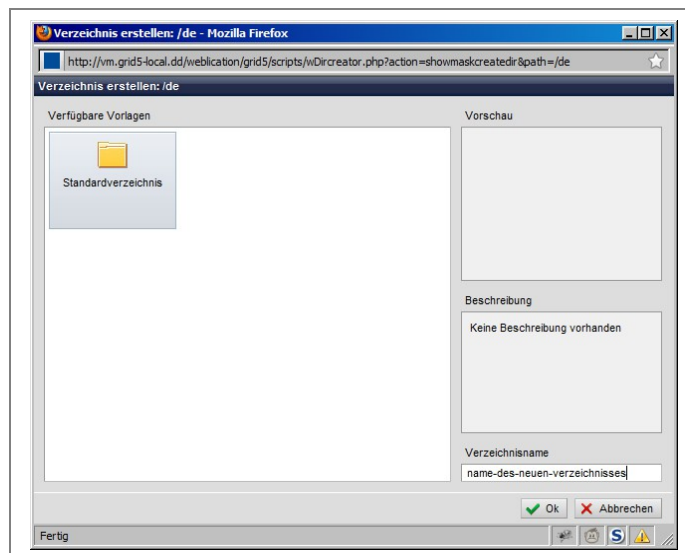 Verzeichnis erstellen: /de - Mozilla Firefox
http://vm.grid5-local.dd/weblication/grid5/scripts/wDircreator.php?action=showmaskcreatedir&path=/de
Verzeichnis erstellen: /de
Verfügbare Vorlagen
Vorschau
Standardverzeichnis
Beschreibung
Keine Beschreibung vorhanden
Verzeichnisname
name-des-neuen-verzeichnisses
Ok
Abbrechen
Fertig
S